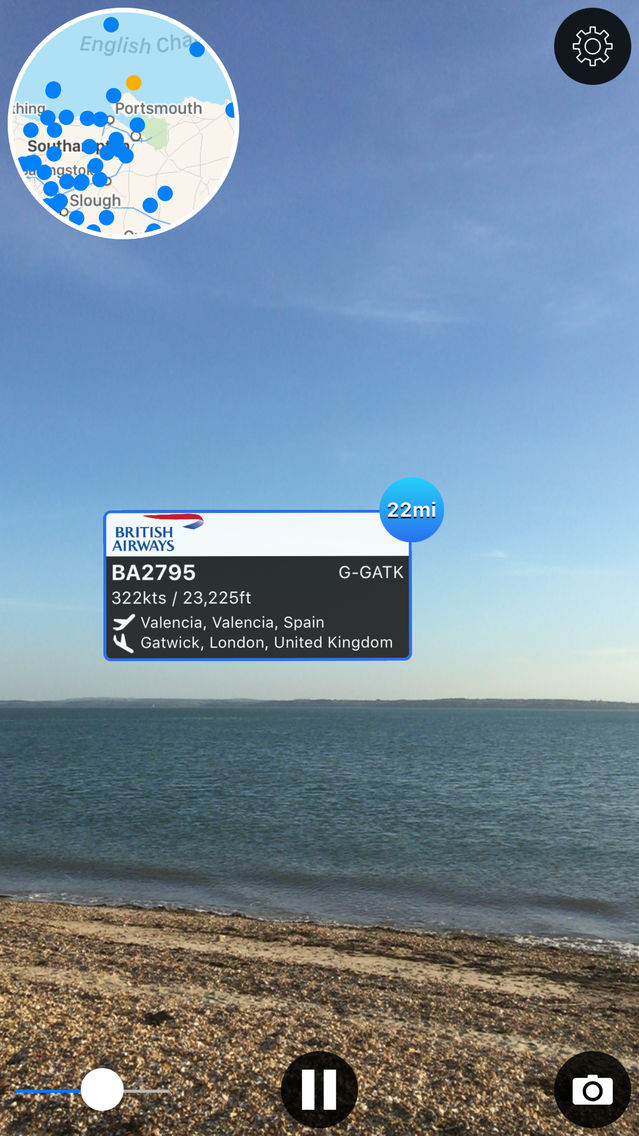 English Cha
Portsmouth
Slough
22mi
BRITISH
AIRWAYS
BA2795
G-GATK
322kts / 23,225ft
Valencia, Valencia, Spain
Gatwick, London, United Kingdom